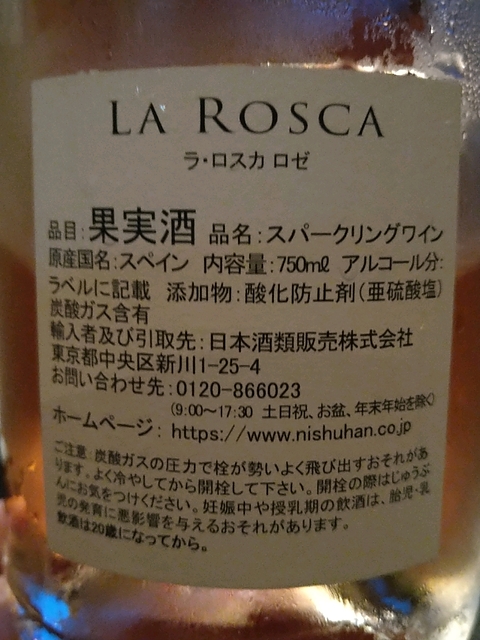 LA ROSCA
ラ・ロスカ ロゼ
品目：果実酒 品名：スパークリングワイン
原産国名：スペイン 内容量：750㎖ アルコール分：
ラベルに記載 添加物：酸化防止剤（亜硫酸塩）
炭酸ガス含有
輸入者及び引取先：日本酒類販売株式会社
東京都中央区新川1-25-4
お問い合わせ先：0120-866023
（9:00〜17:30 土日祝、お盆、年末年始を除く）
ホームページ：https://www.nishuhan.co.jp
ご注意：炭酸ガスの圧力で栓が勢いよく飛び出すおそれがあ
ります。よく冷やしてから開栓して下さい。開栓の際はじゅうぶ
んにお気をつけください。妊娠中や授乳期の飲酒は、胎児・乳
児の発育に悪影響を与えるおそれがあります。
飲酒は20歳になってから。